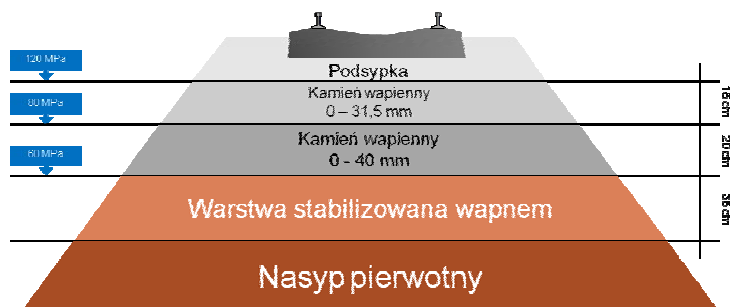 120 MPa
Podsypka
80 MPa
Kamień wapienny
0 – 31,5 mm
15 cm
60 MPa
Kamień wapienny
0 - 40 mm
20 cm
Warstwa stabilizowana wapnem
35 cm
Nasyp pierwotny